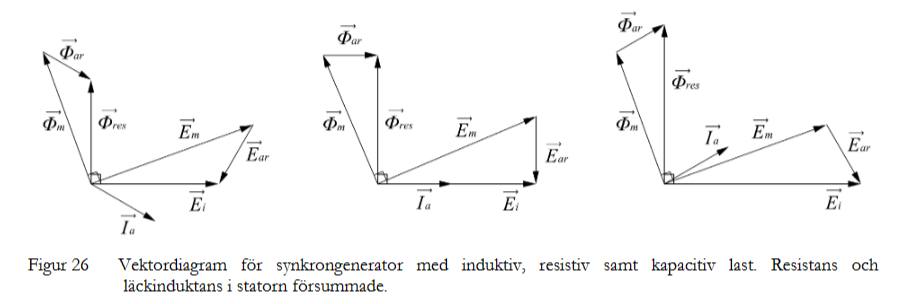 Φar
Φm
Φres
Em
Ear
Ei
Ia
Φar
Φm
Φres
Em
Ear
Ia
Ei
Φar
Φres
Φm
Ia
Em
Ear
Ei
Figur 26 Vektordiagram för synkrongenerator med induktiv, resistiv samt kapacitiv last. Resistans och
läckinduktans i statorn försummade.